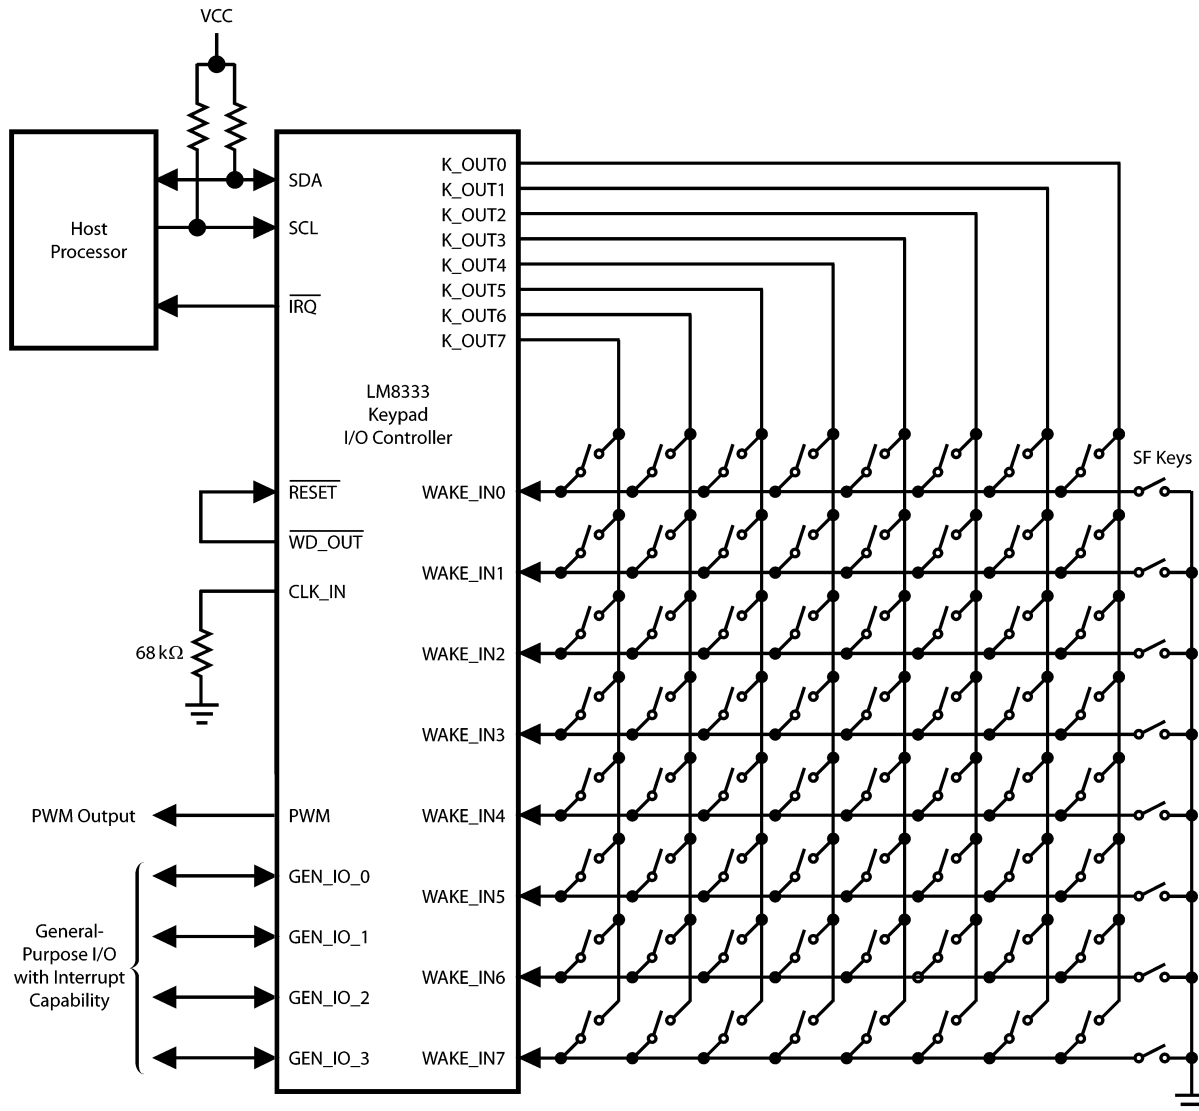 VCC
Host
Processor
SDA
SCL
IRQ
K_OUT0
K_OUT1
K_OUT2
K_OUT3
K_OUT4
K_OUT5
K_OUT6
K_OUT7
LM8333
Keypad
I/O Controller
SF Keys
RESET
WD_OUT
CLK_IN
68 kΩ
WAKE_IN0
WAKE_IN1
WAKE_IN2
WAKE_IN3
WAKE_IN4
WAKE_IN5
WAKE_IN6
WAKE_IN7
PWM Output
PWM
General-
Purpose I/O
with Interrupt
Capability
GEN_IO_0
GEN_IO_1
GEN_IO_2
GEN_IO_3